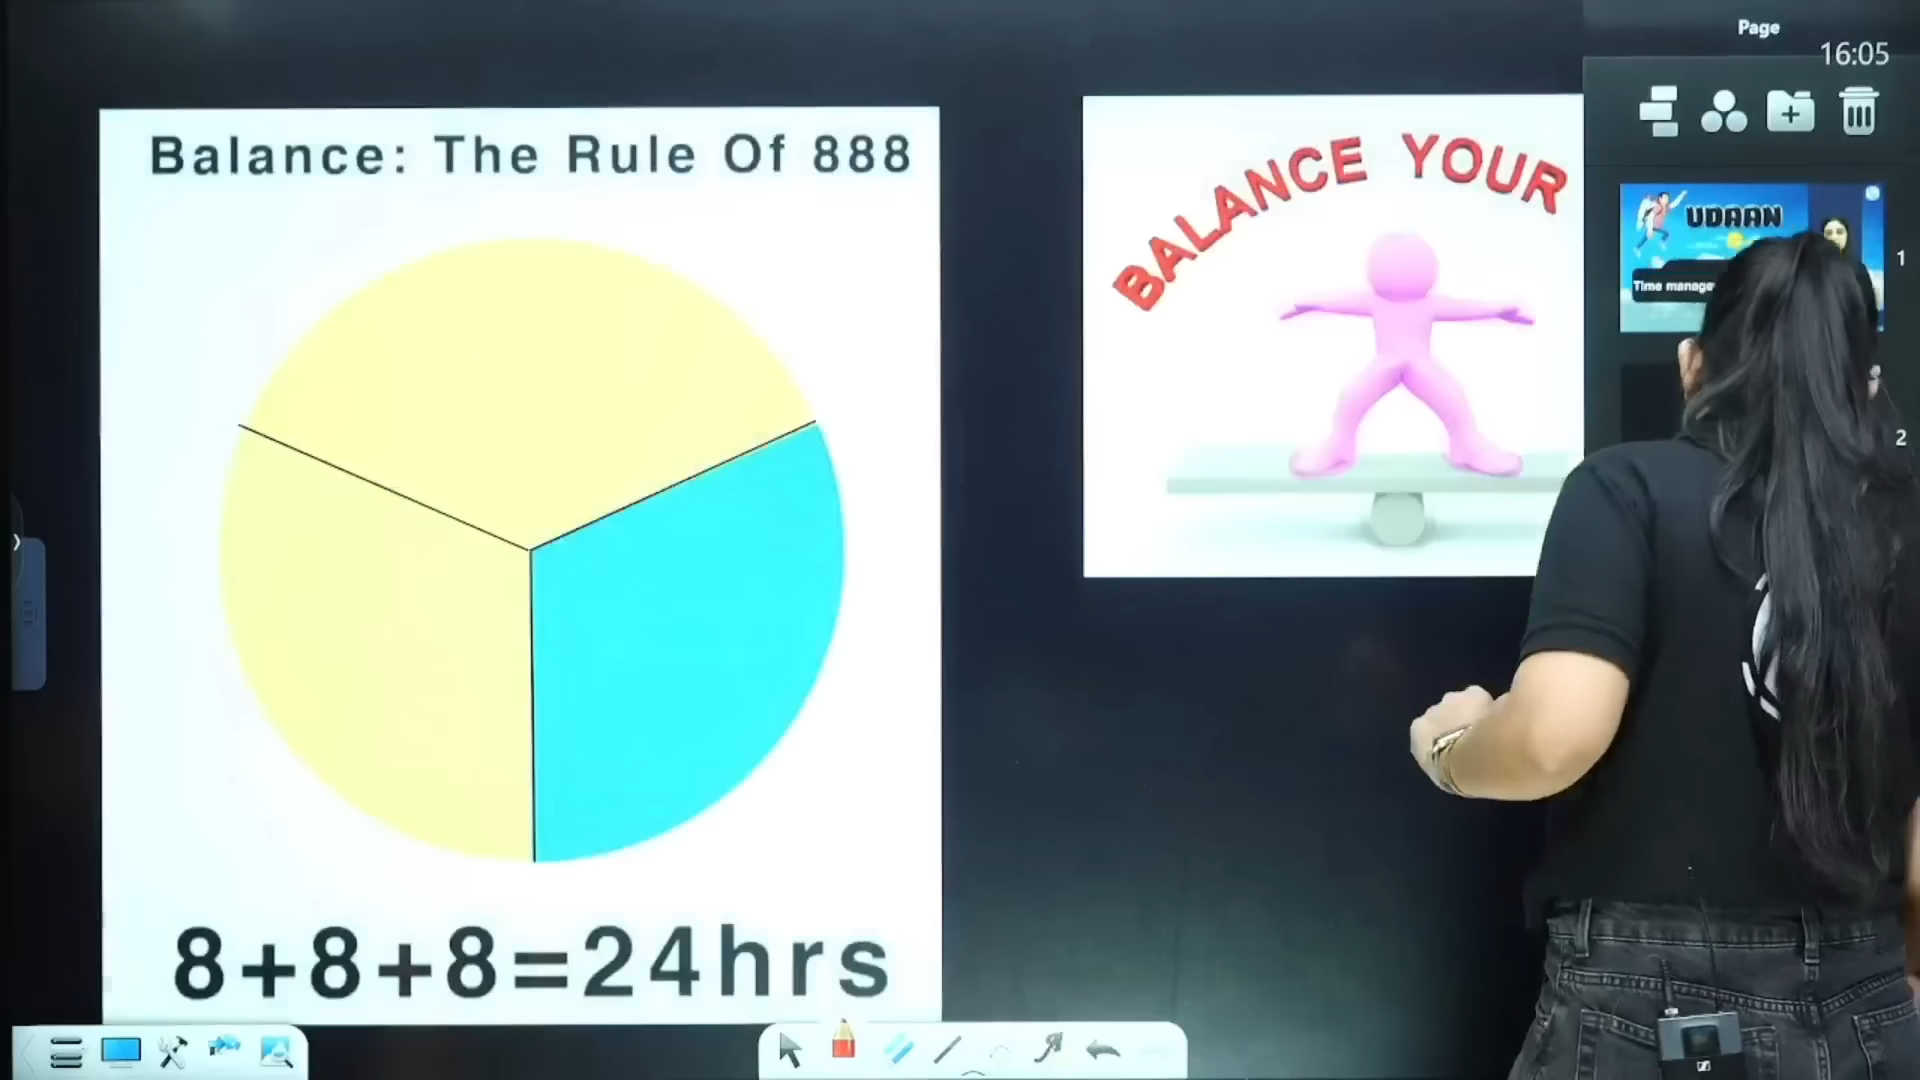 Page
16:05
Balance: The Rule Of 888
BALANCE YOUR
UDAAN
1
2
8+8+8=24hrs